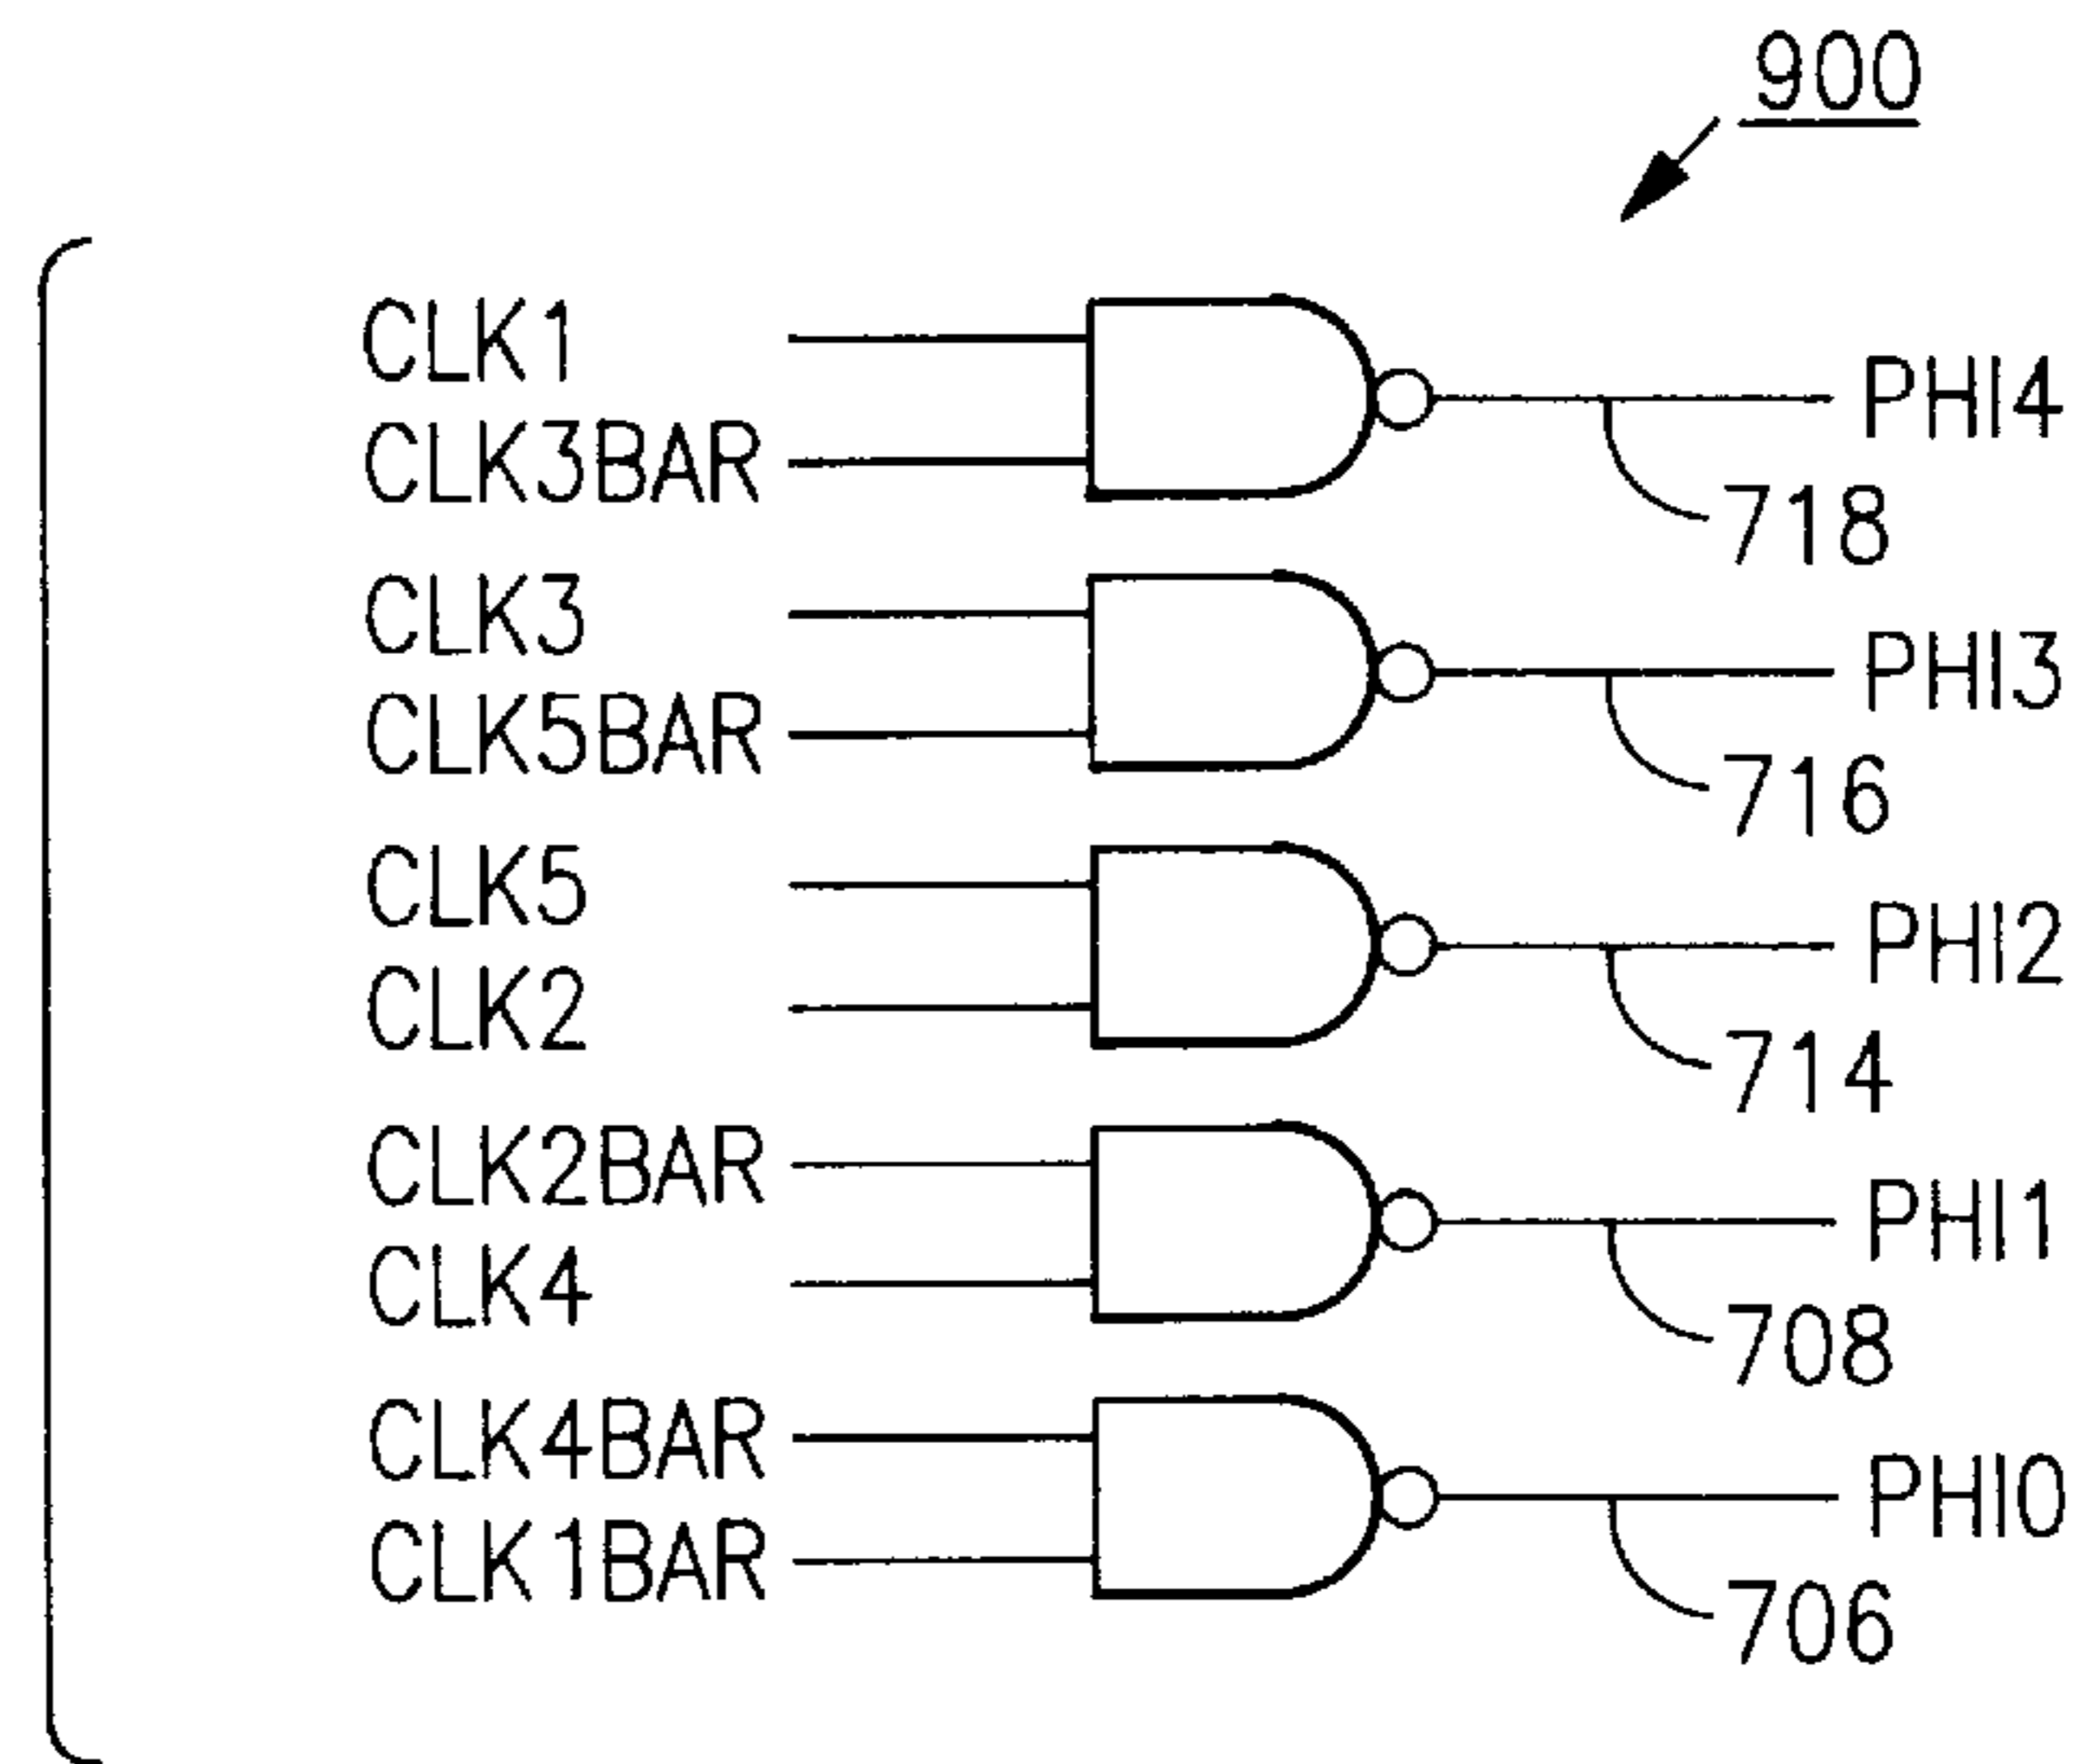 900
CLK1
CLK3BAR
PHI4
718
CLK3
CLK5BAR
PHI3
716
CLK5
CLK2
PHI2
714
CLK2BAR
CLK4
PHI1
708
CLK4BAR
CLK1BAR
PHI0
706